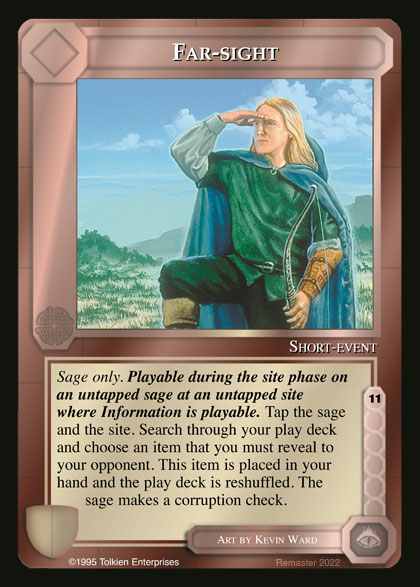 Far-sight
Short-event
Sage only. Playable during the site phase on
an untapped sage at an untapped site
where Information is playable. Tap the sage
and the site. Search through your play deck
and choose an item that you must reveal to
your opponent. This item is placed in your
hand and the play deck is reshuffled. The
sage makes a corruption check.
11
Art by Kevin Ward
©1995 Tolkien Enterprises
Remaster 2022